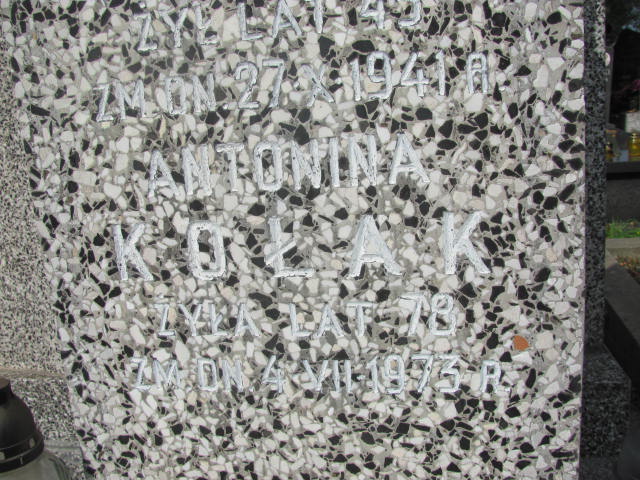 ŻYŁ LAT 45
ZM. DN. 27 X 1941 R
ANTONINA
KOŁAK
ŻYŁA LAT 78
ZM. DN 4 VII 1973 R.